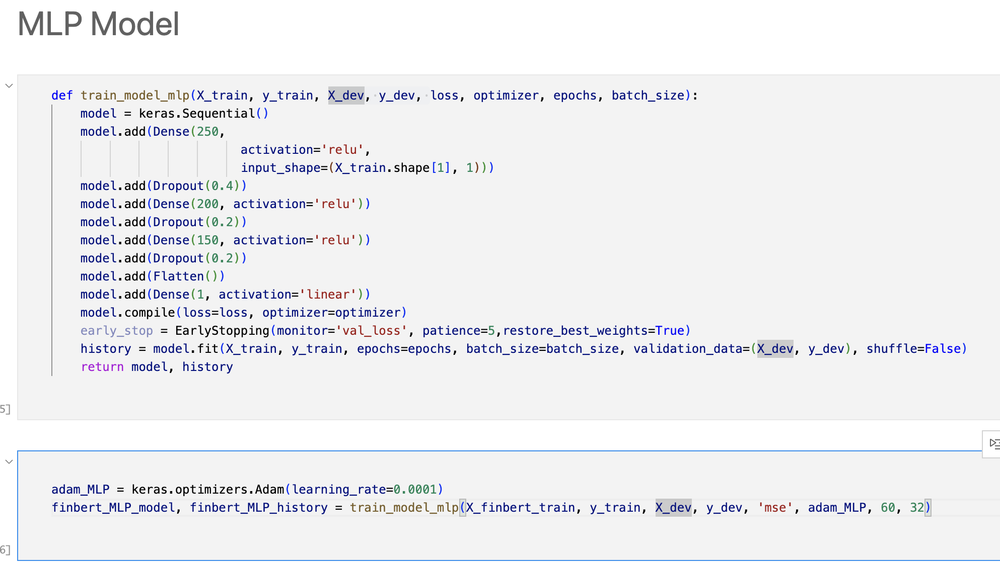 MLP Model
def train_model_mlp(X_train, y_train, X_dev, y_dev, loss, optimizer, epochs, batch_size):
    model = keras.Sequential()
    model.add(Dense(250,
                          activation='relu',
                          input_shape=(X_train.shape[1], 1)))
    model.add(Dropout(0.4))
    model.add(Dense(200, activation='relu'))
    model.add(Dropout(0.2))
    model.add(Dense(150, activation='relu'))
    model.add(Dropout(0.2))
    model.add(Flatten())
    model.add(Dense(1, activation='linear'))
    model.compile(loss=loss, optimizer=optimizer)
    early_stop = EarlyStopping(monitor='val_loss', patience=5,restore_best_weights=True)
    history = model.fit(X_train, y_train, epochs=epochs, batch_size=batch_size, validation_data=(X_dev, y_dev), shuffle=False)
    return model, history
5]
adam_MLP = keras.optimizers.Adam(learning_rate=0.0001)
finbert_MLP_model, finbert_MLP_history = train_model_mlp(X_finbert_train, y_train, X_dev, y_dev, 'mse', adam_MLP, 60, 32)
6]